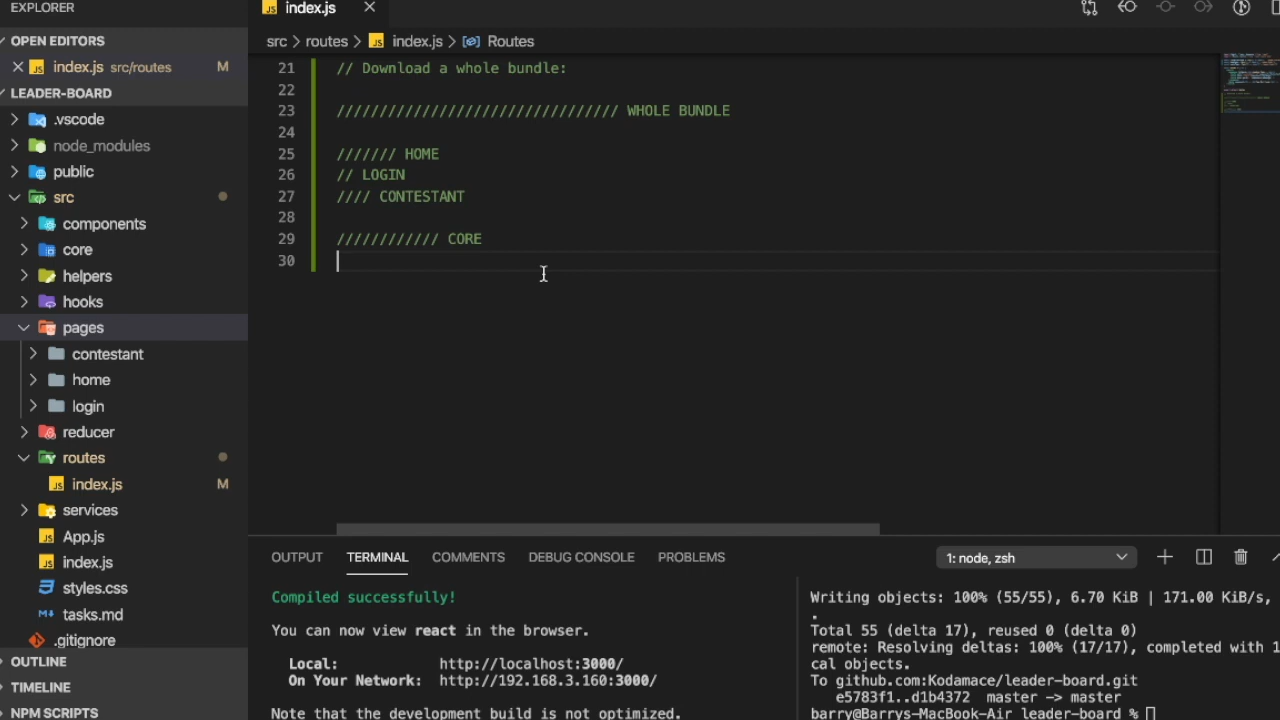 EXPLORER
OPEN EDITORS
index.js src/routes M
LEADER-BOARD
.vscode
node_modules
public
src
components
core
helpers
hooks
pages
contestant
home
login
reducer
routes
index.js M
services
App.js
index.js
styles.css
tasks.md
.gitignore
OUTLINE
TIMELINE
NPM SCRIPTS
index.js
src > routes > index.js > Routes
21 // Download a whole bundle:
22
23 ///////////////////////////////// WHOLE BUNDLE
24
25 /////// HOME
26 // LOGIN
27 //// CONTESTANT
28
29 //////////// CORE
30
OUTPUT TERMINAL COMMENTS DEBUG CONSOLE PROBLEMS
1: node, zsh
Compiled successfully!
You can now view react in the browser.
Local: http://localhost:3000/
On Your Network: http://192.168.3.160:3000/
Note that the development build is not optimized.
Writing objects: 100% (55/55), 6.70 KiB | 171.00 KiB/s,
.
Total 55 (delta 17), reused 0 (delta 0)
remote: Resolving deltas: 100% (17/17), completed with 1
cal objects.
To github.com:Kodamace/leader-board.git
e5783f1..d1b4372 master -> master
barry@Barrys-MacBook-Air leader-board %